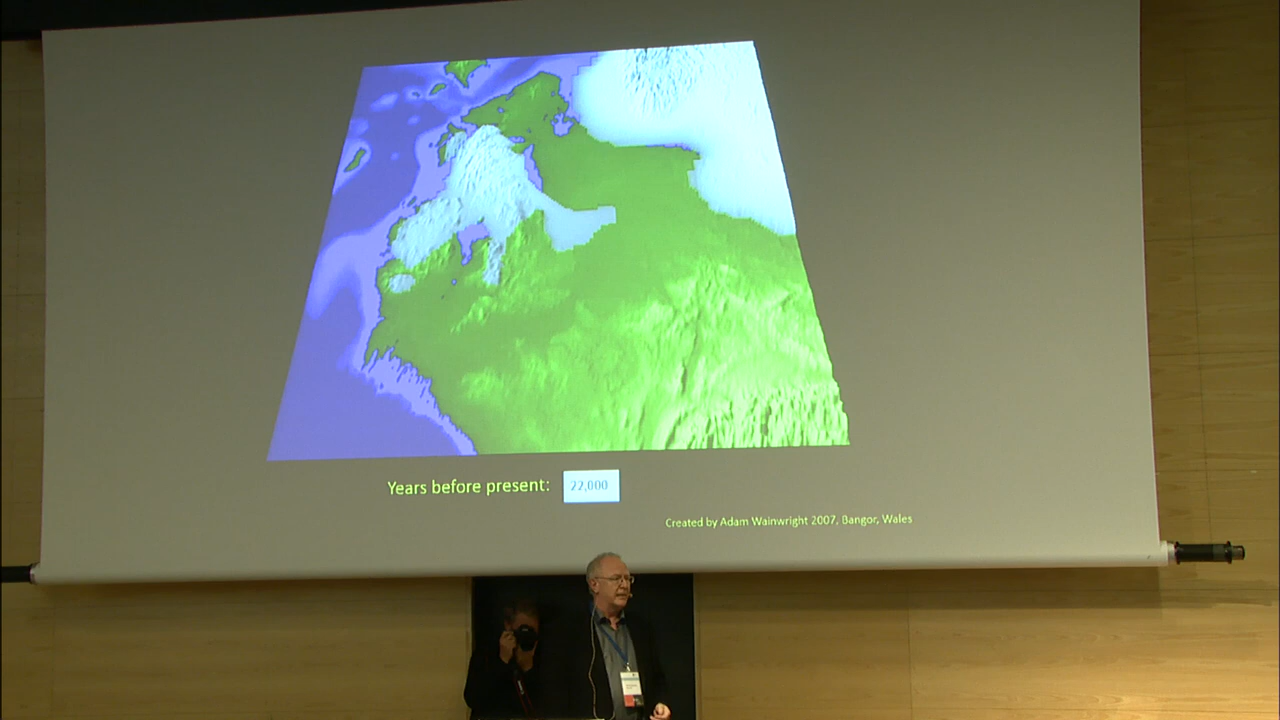 Years before present: 22,000
Created by Adam Wainwright 2007, Bangor, Wales